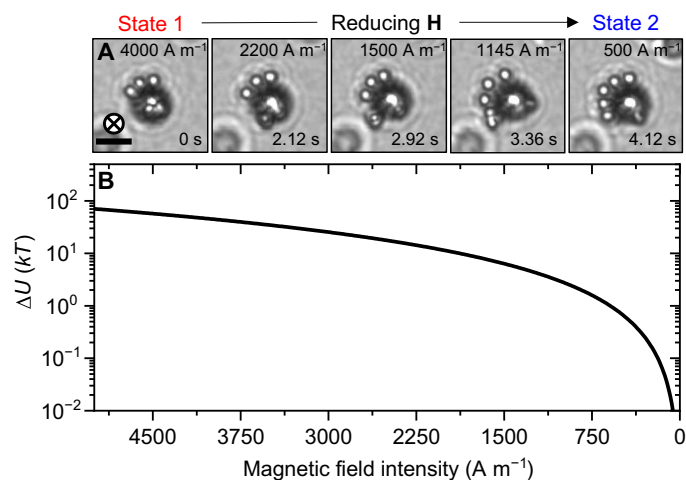 State 1 Reducing H State 2
A
4000 A m⁻¹ 2200 A m⁻¹ 1500 A m⁻¹ 1145 A m⁻¹ 500 A m⁻¹
0 s 2.12 s 2.92 s 3.36 s 4.12 s
B
10²
10¹
10⁰
10⁻¹
10⁻²
ΔU (kT)
4500 3750 3000 2250 1500 750 0
Magnetic field intensity (A m⁻¹)